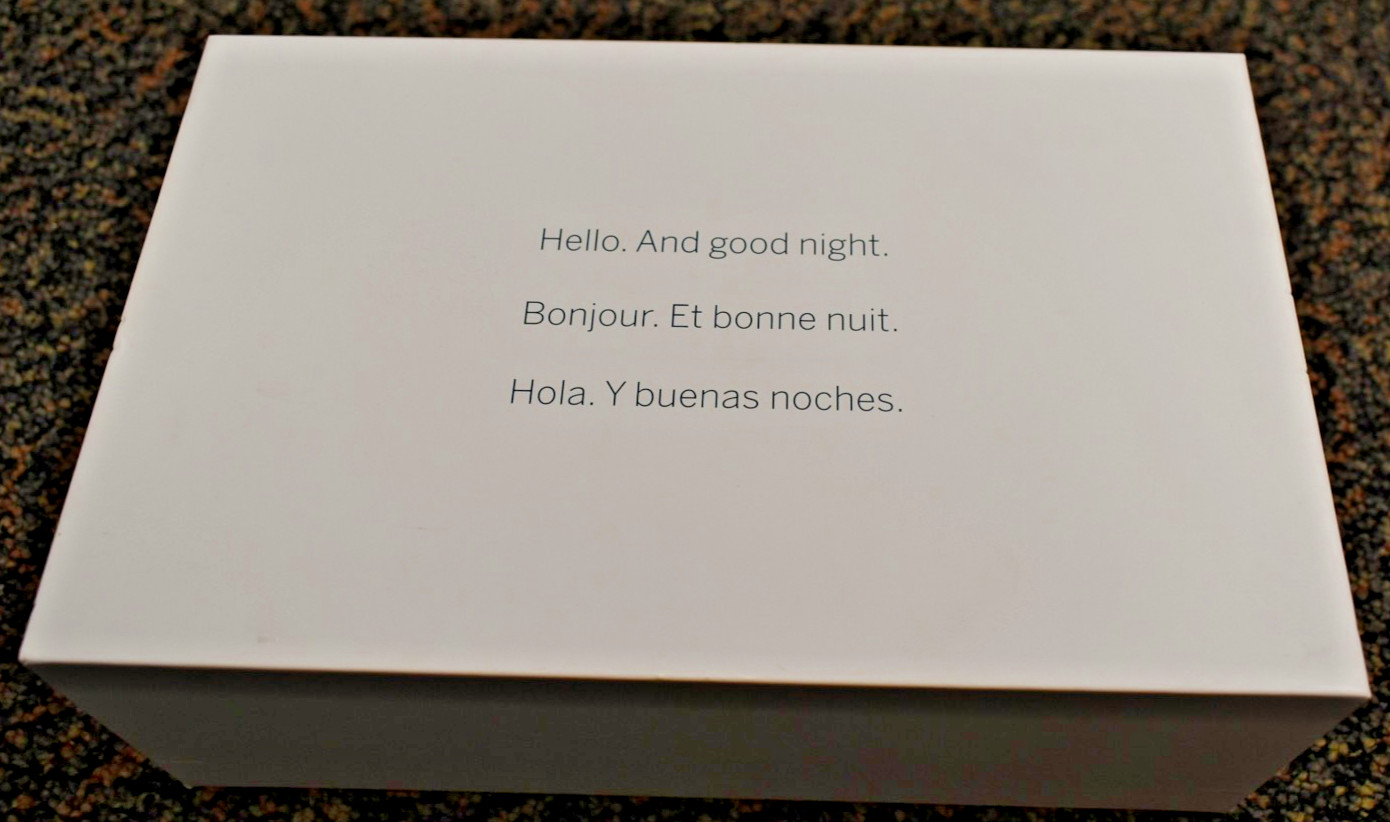 Hello. And good night.
Bonjour. Et bonne nuit.
Hola. Y buenas noches.